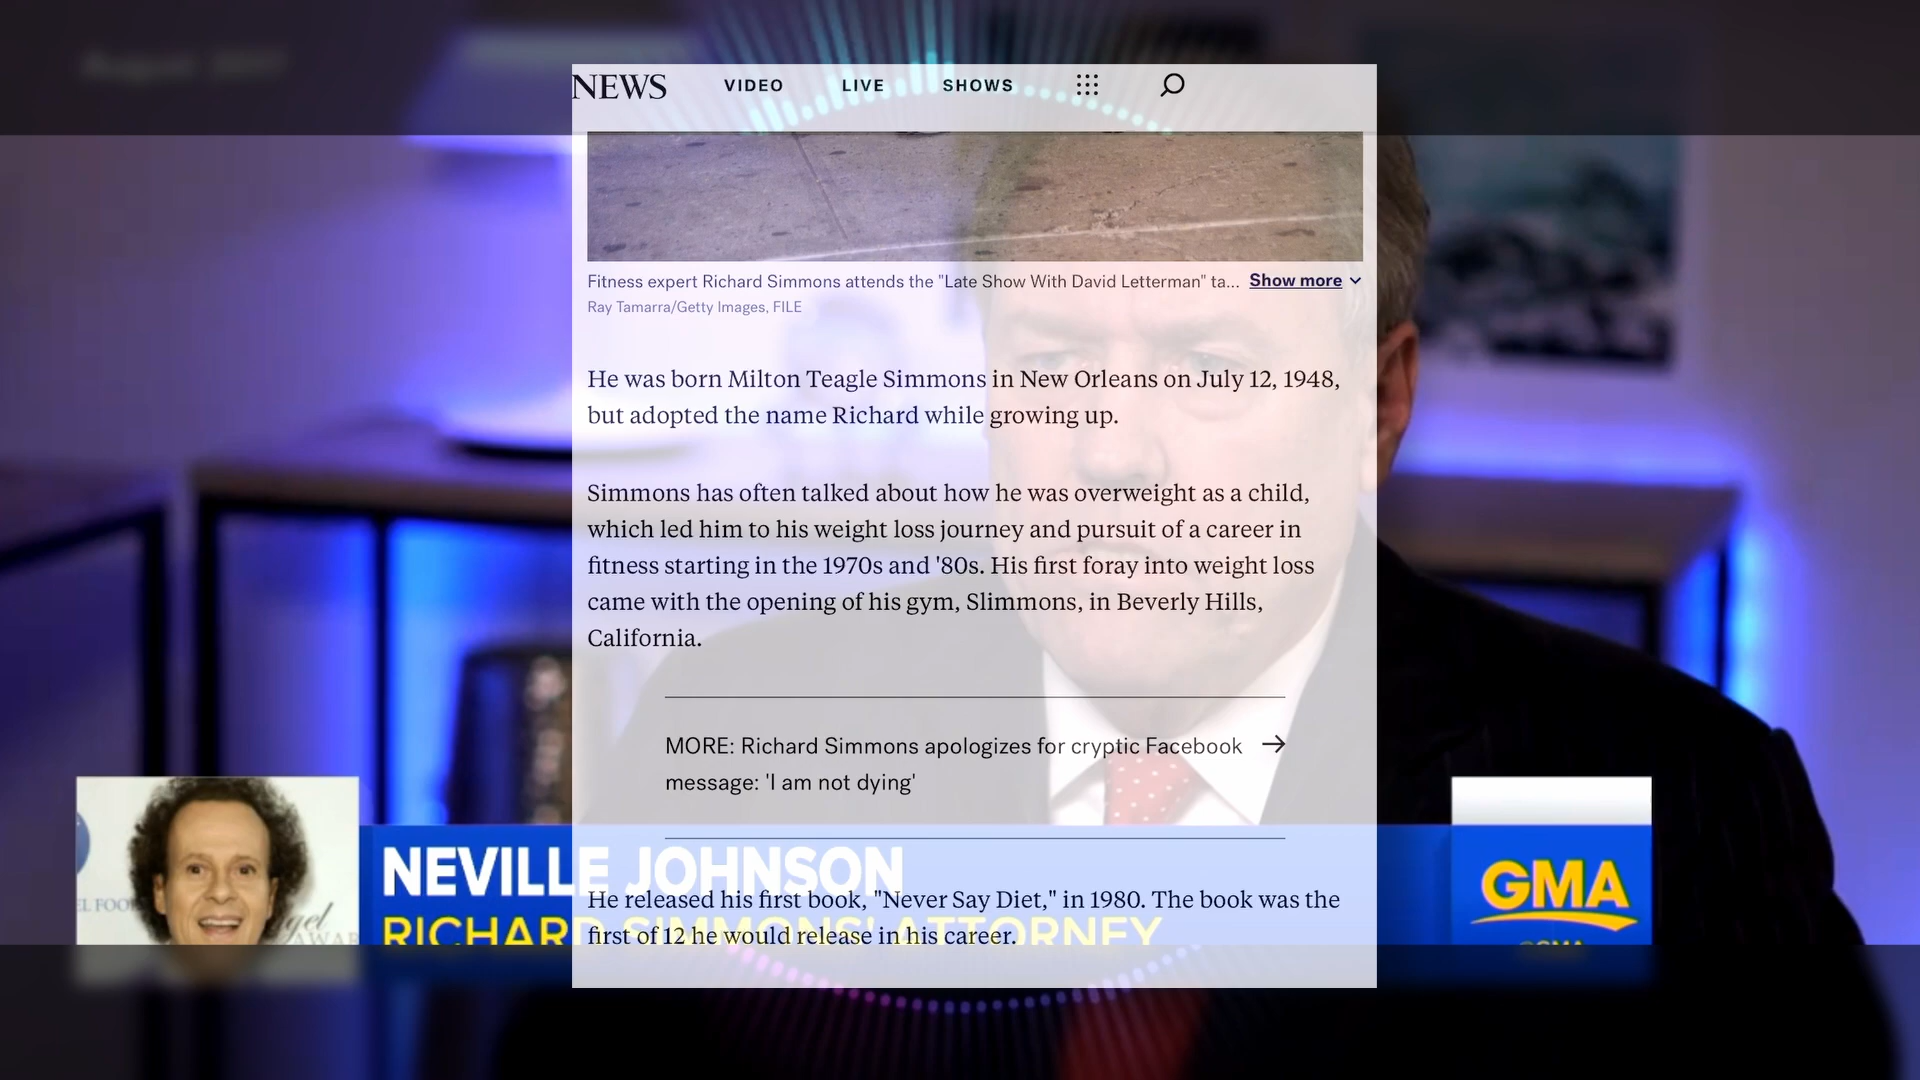 August 2017
NEWS VIDEO LIVE SHOWS
Fitness expert Richard Simmons attends the "Late Show With David Letterman" ta... Show more
Ray Tamarra/Getty Images, FILE
He was born Milton Teagle Simmons in New Orleans on July 12, 1948,
but adopted the name Richard while growing up.
Simmons has often talked about how he was overweight as a child,
which led him to his weight loss journey and pursuit of a career in
fitness starting in the 1970s and '80s. His first foray into weight loss
came with the opening of his gym, Slimmons, in Beverly Hills,
California.
MORE: Richard Simmons apologizes for cryptic Facebook
message: 'I am not dying'
He released his first book, "Never Say Diet," in 1980. The book was the
first of 12 he would release in his career.
NEVILLE JOHNSON
RICHARD SIMMONS' ATTORNEY
GMA